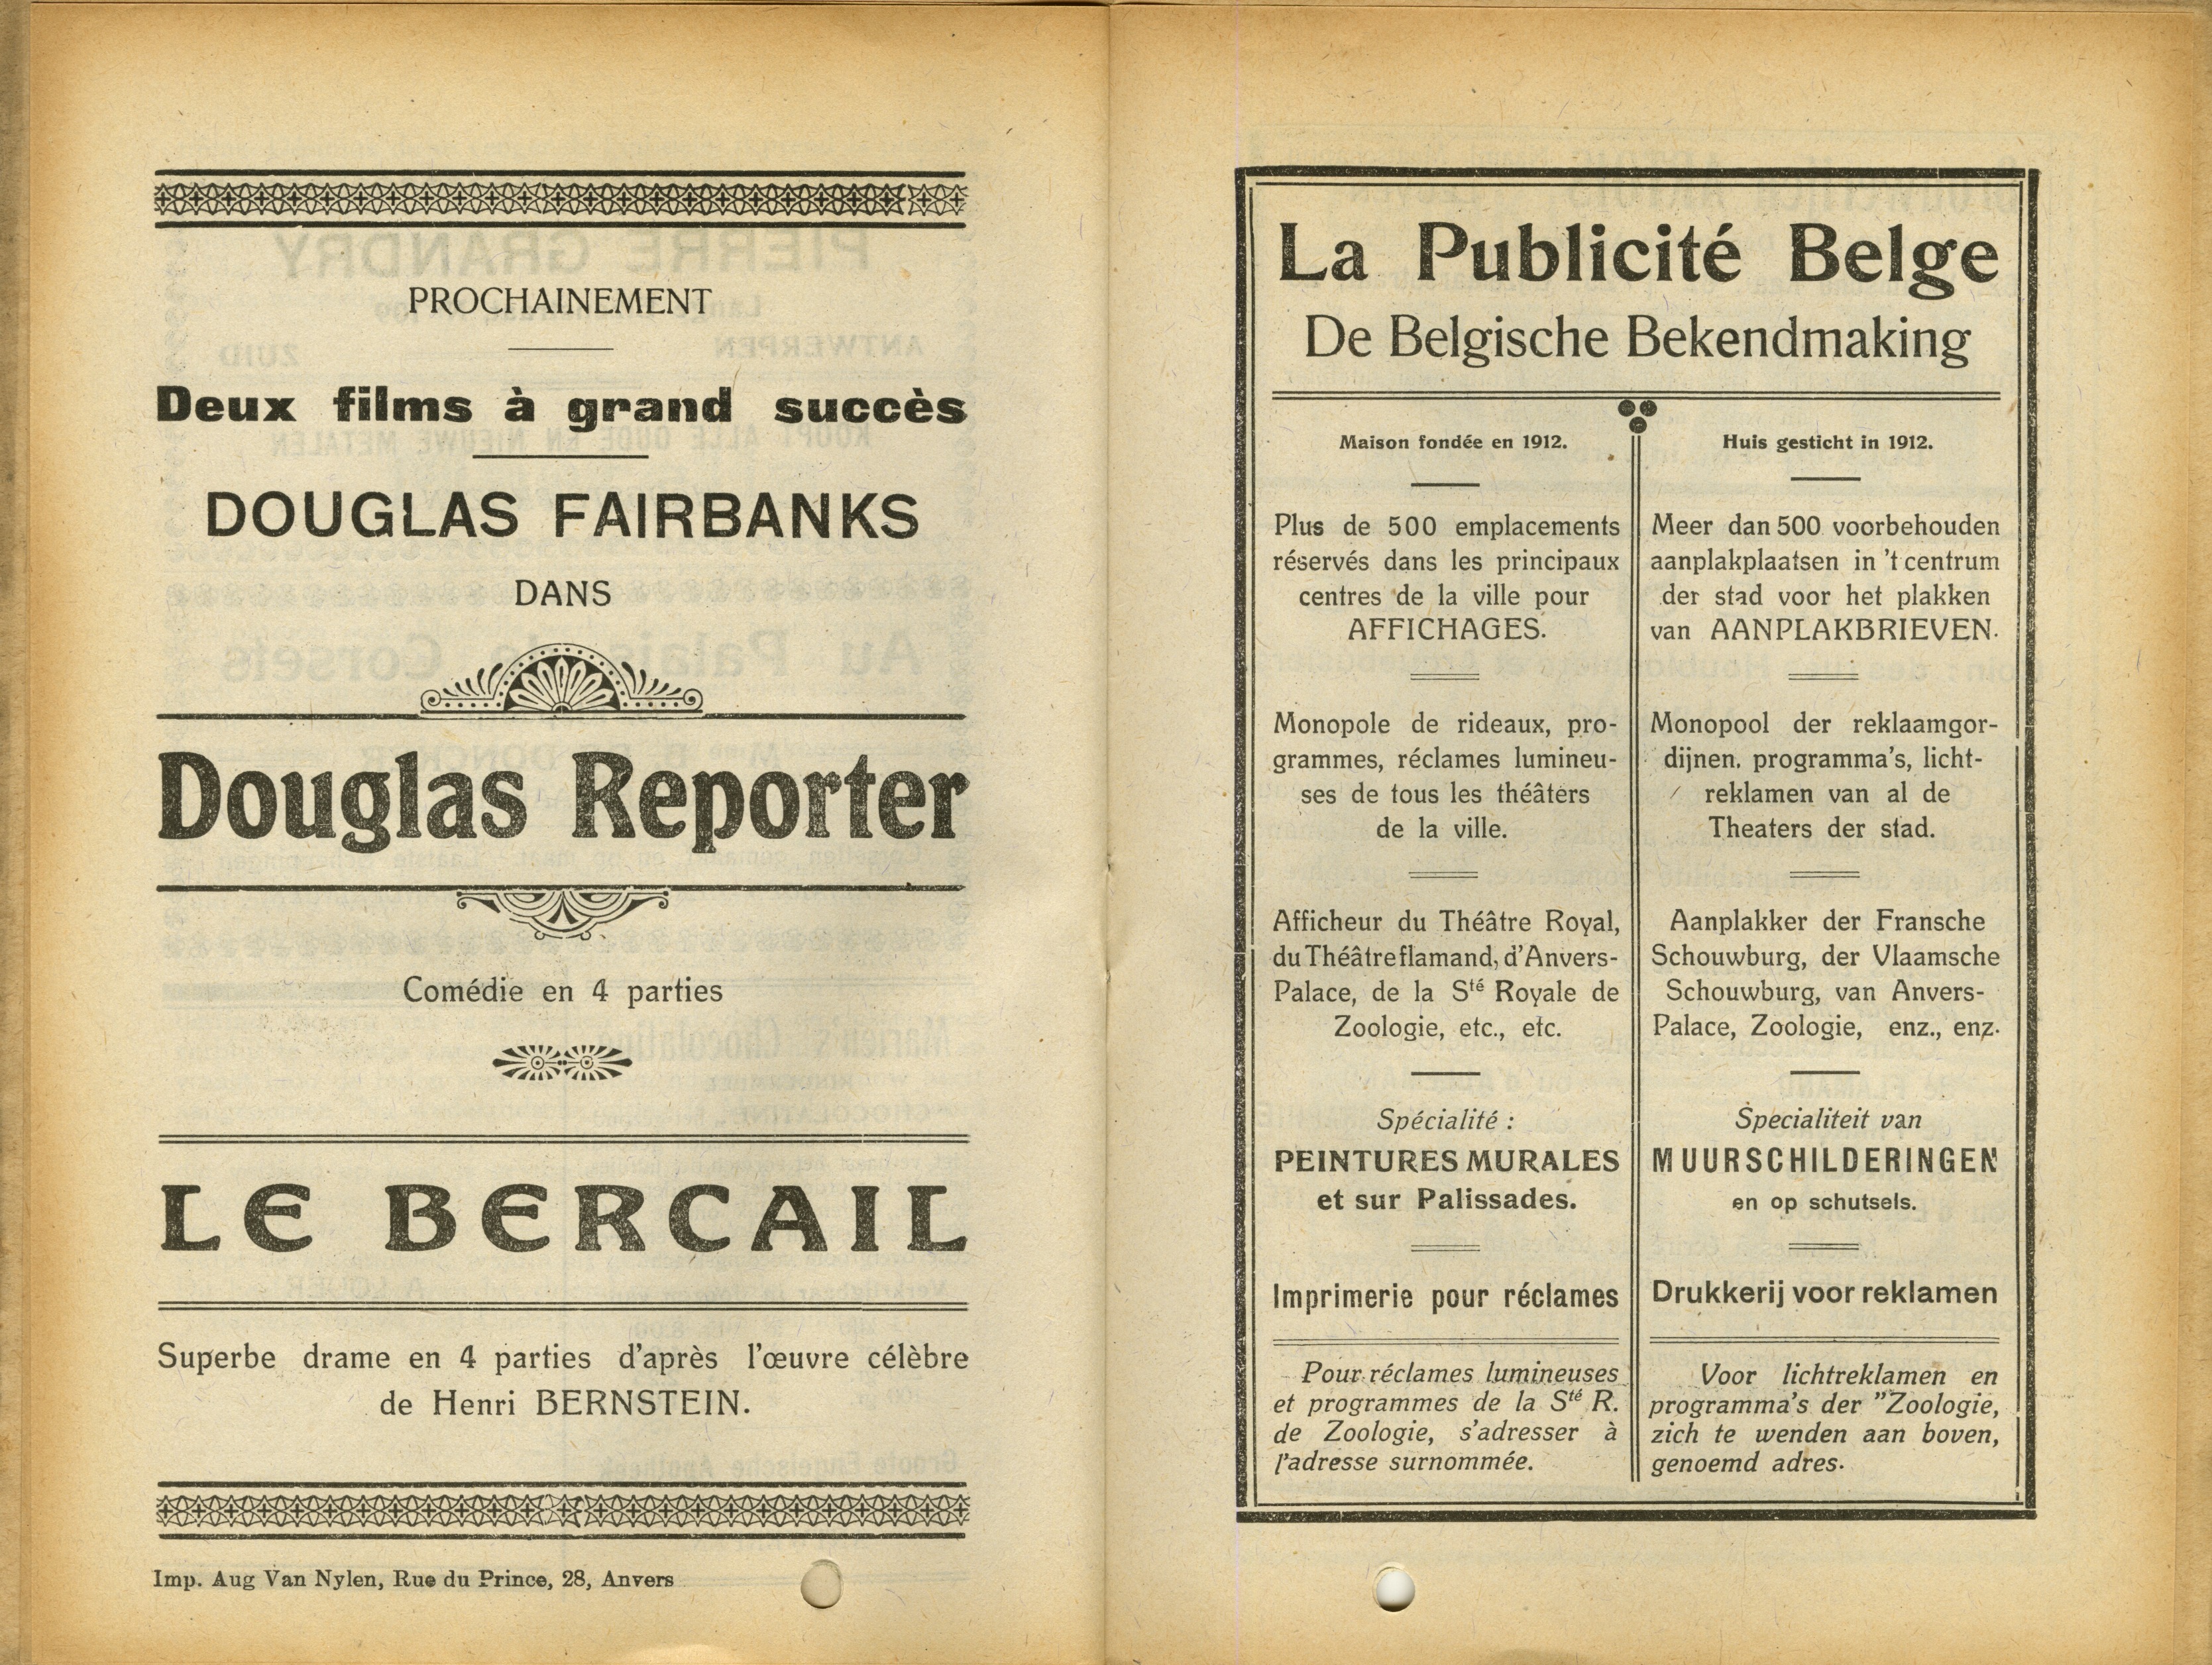 PROCHAINEMENT
Deux films à grand succès
DOUGLAS FAIRBANKS
DANS
Douglas Reporter
Comédie en 4 parties
LE BERCAIL
Superbe drame en 4 parties d'après l'œuvre célèbre
de Henri BERNSTEIN.
Imp. Aug Van Nylen, Rue du Prince, 28, Anvers
La Publicité Belge
De Belgische Bekendmaking
Maison fondée en 1912.
Plus de 500 emplacements
réservés dans les principaux
centres de la ville pour
AFFICHAGES.
Monopole de rideaux, pro-
grammes, réclames lumineu-
ses de tous les théâters
de la ville.
Afficheur du Théâtre Royal,
du Théâtre flamand, d'Anvers-
Palace, de la Sté Royale de
Zoologie, etc., etc.
Spécialité :
PEINTURES MURALES
et sur Palissades.
Imprimerie pour réclames
Pour réclames lumineuses
et programmes de la Sté R.
de Zoologie, s'adresser à
l'adresse surnommée.
Huis gesticht in 1912.
Meer dan 500 voorbehouden
aanplakplaatsen in 't centrum
der stad voor het plakken
van AANPLAKBRIEVEN.
Monopool der reklaamgor-
dijnen. programma's, licht-
reklamen van al de
Theaters der stad.
Aanplakker der Fransche
Schouwburg, der Vlaamsche
Schouwburg, van Anvers-
Palace, Zoologie, enz., enz.
Specialiteit van
MUURSCHILDERINGEN
en op schutsels.
Drukkerij voor reklamen
Voor lichtreklamen en
programma's der "Zoologie,
zich te wenden aan boven,
genoemd adres.